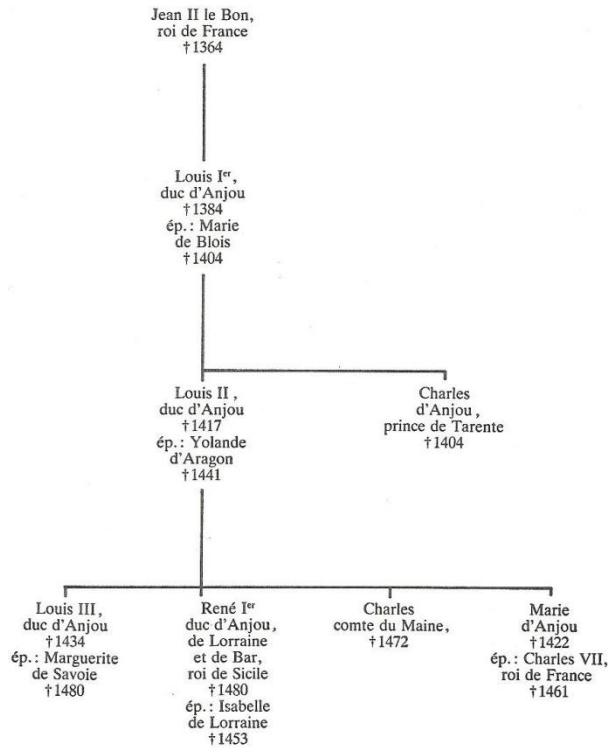 Jean II le Bon,
roi de France
†1364
Louis Iᵉʳ,
duc d'Anjou
†1384
ép.: Marie
de Blois
†1404
Louis II,
duc d'Anjou
†1417
ép.: Yolande
d'Aragon
†1441
Charles
d'Anjou,
prince de Tarente
†1404
Louis III,
duc d'Anjou
†1434
ép.: Marguerite
de Savoie
†1480
René Iᵉʳ
duc d'Anjou,
de Lorraine
et de Bar,
roi de Sicile
†1480
ép.: Isabelle
de Lorraine
†1453
Charles
comte du Maine,
†1472
Marie
d'Anjou
†1422
ép.: Charles VII,
roi de France
†1461